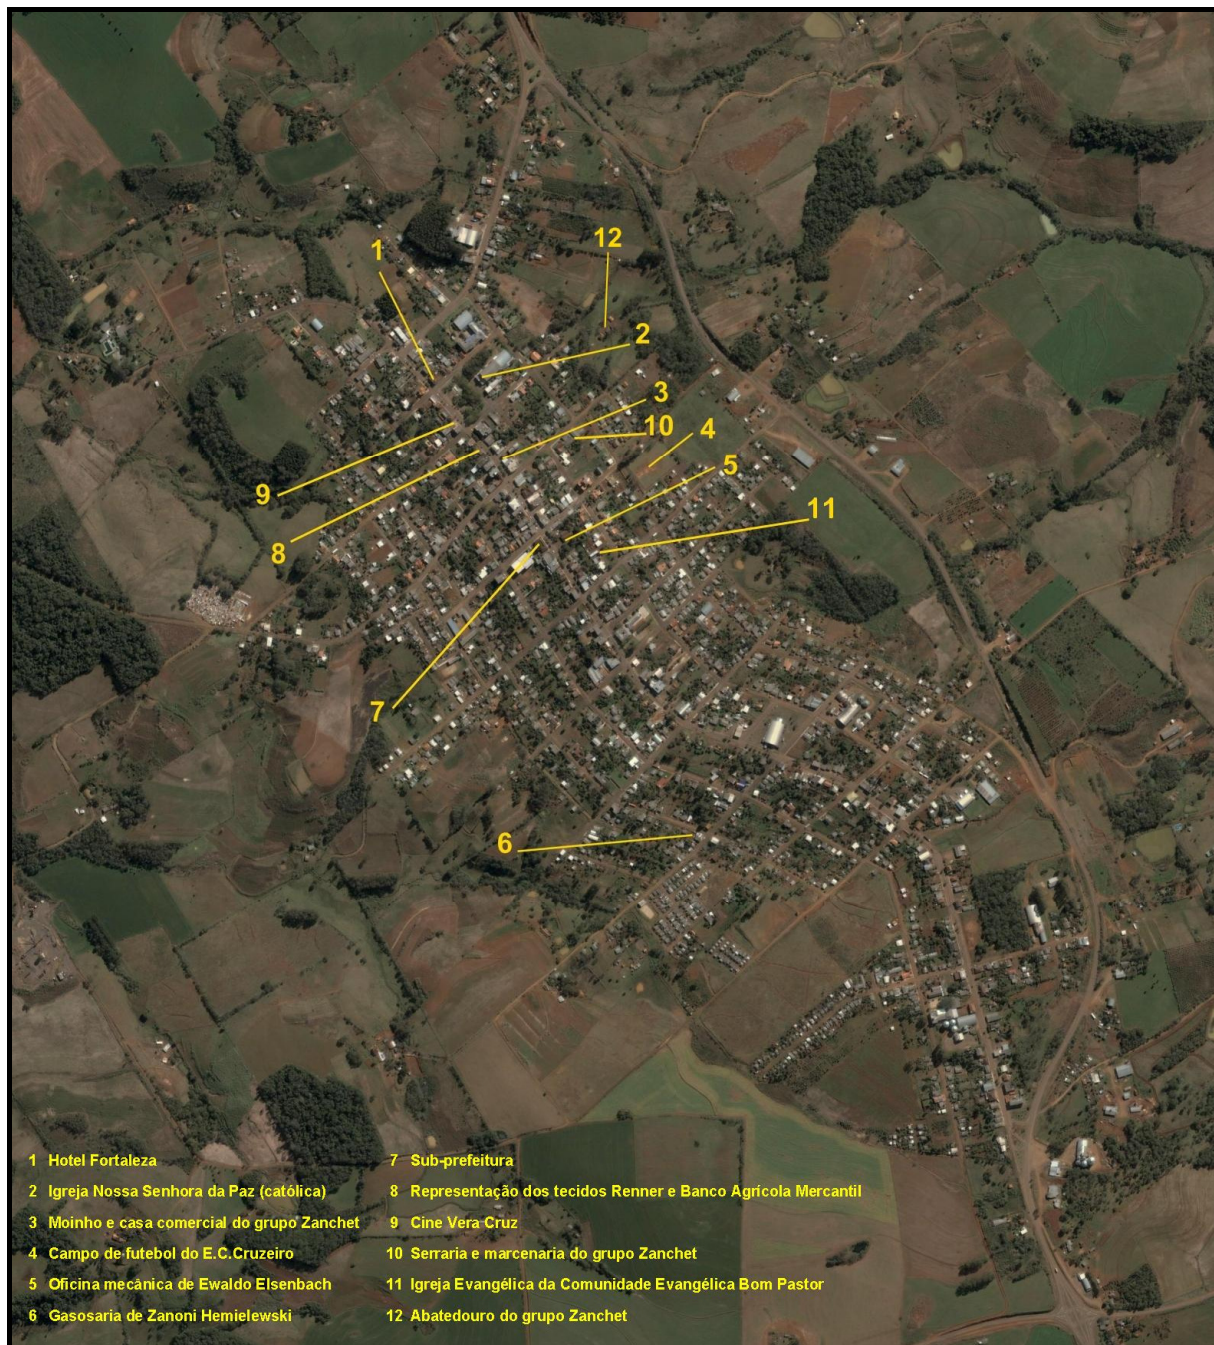 1
12
2
3
10
4
5
9
11
8
7
6
1 Hotel Fortaleza
2 Igreja Nossa Senhora da Paz (católica)
3 Moinho e casa comercial do grupo Zanchet
4 Campo de futebol do E.C.Cruzeiro
5 Oficina mecânica de Ewaldo Elsenbach
6 Gasosaria de Zanoni Hemielewski
7 Sub-prefeitura
8 Representação dos tecidos Renner e Banco Agrícola Mercantil
9 Cine Vera Cruz
10 Serraria e marcenaria do grupo Zanchet
11 Igreja Evangélica da Comunidade Evangélica Bom Pastor
12 Abatedouro do grupo Zanchet